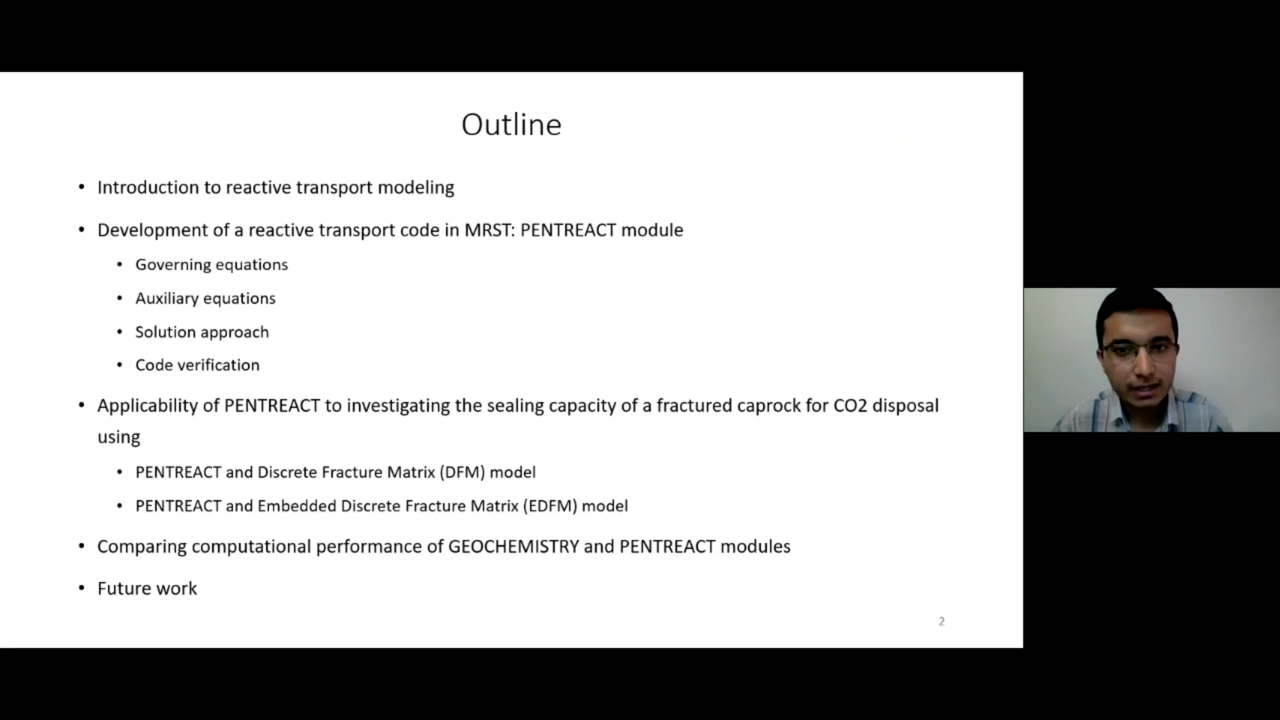 Outline
• Introduction to reactive transport modeling
• Development of a reactive transport code in MRST: PENTREACT module
• Governing equations
• Auxiliary equations
• Solution approach
• Code verification
• Applicability of PENTREACT to investigating the sealing capacity of a fractured caprock for CO2 disposal
using
• PENTREACT and Discrete Fracture Matrix (DFM) model
• PENTREACT and Embedded Discrete Fracture Matrix (EDFM) model
• Comparing computational performance of GEOCHEMISTRY and PENTREACT modules
• Future work
2